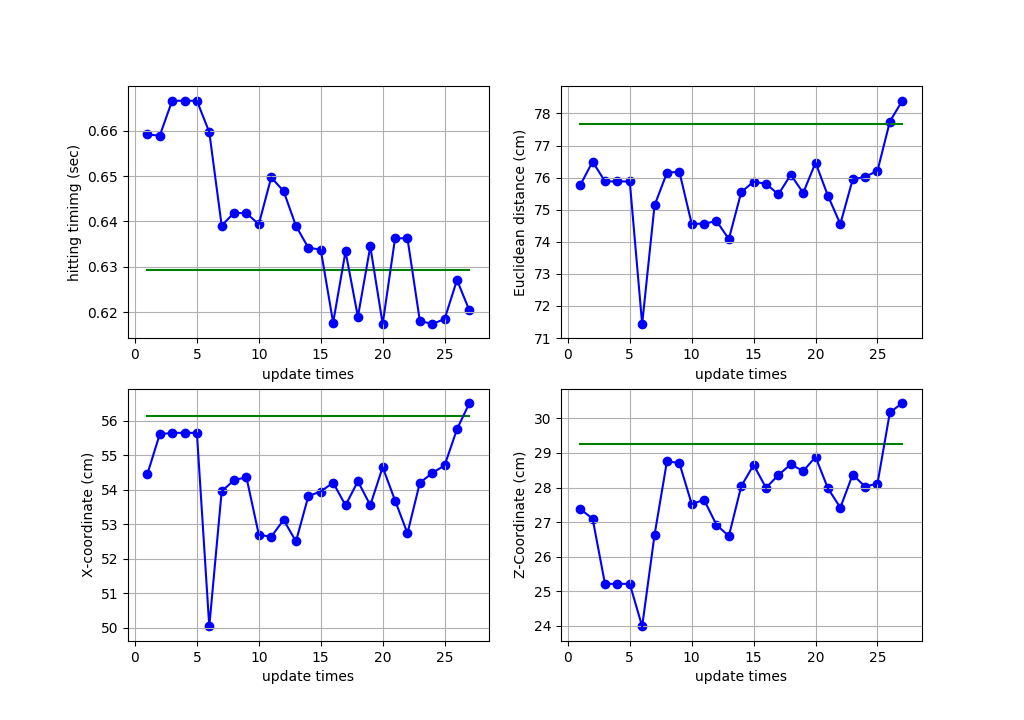 hitting timimg (sec)
0.66
0.65
0.64
0.63
0.62
0 5 10 15 20 25
update times
Euclidean distance (cm)
78
77
76
75
74
73
72
71
0 5 10 15 20 25
update times
X-coordinate (cm)
56
55
54
53
52
51
50
0 5 10 15 20 25
update times
Z-Coordinate (cm)
30
29
28
27
26
25
24
0 5 10 15 20 25
update times